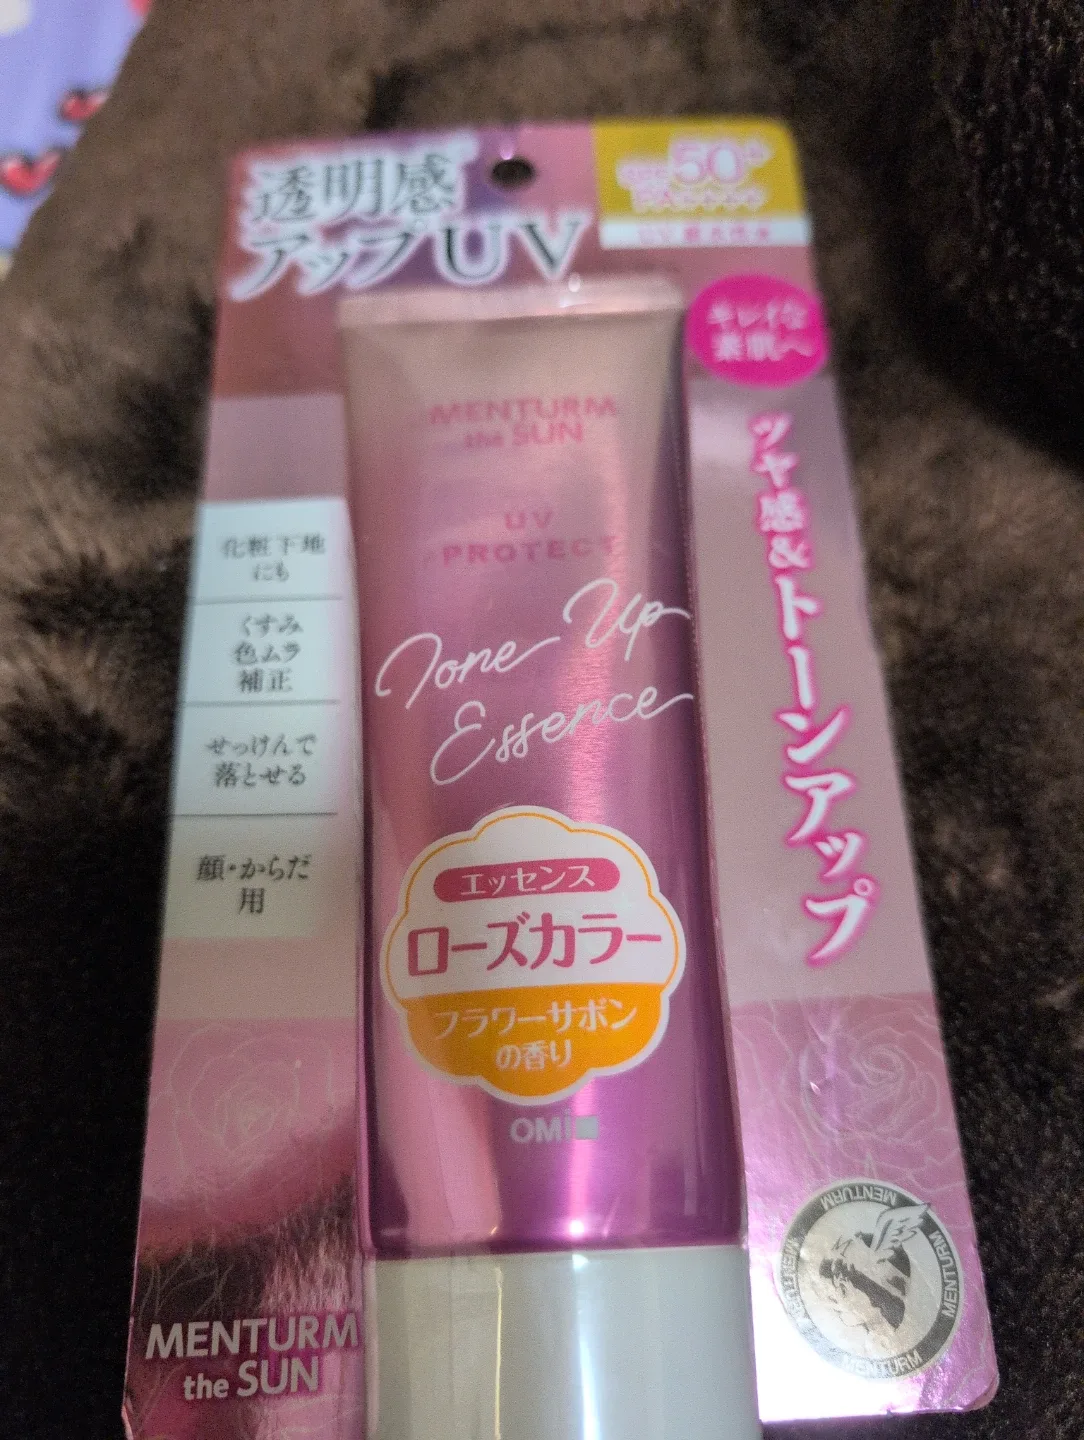 透明感
アップUV
SPF50+
PA++++
UV耐水性★
キレイな
素肌へ
ツヤ感&トーンアップ
MENTURM
the SUN
UV
PROTECT
Tone Up
Essence
化粧下地
にも
くすみ
色ムラ
補正
せっけんで
落とせる
顔・からだ
用
エッセンス
ローズカラー
フラワーサボン
の香り
OMI
MENTURM
the SUN
MENTURM
MENTURM
MENTURM
MENTURM